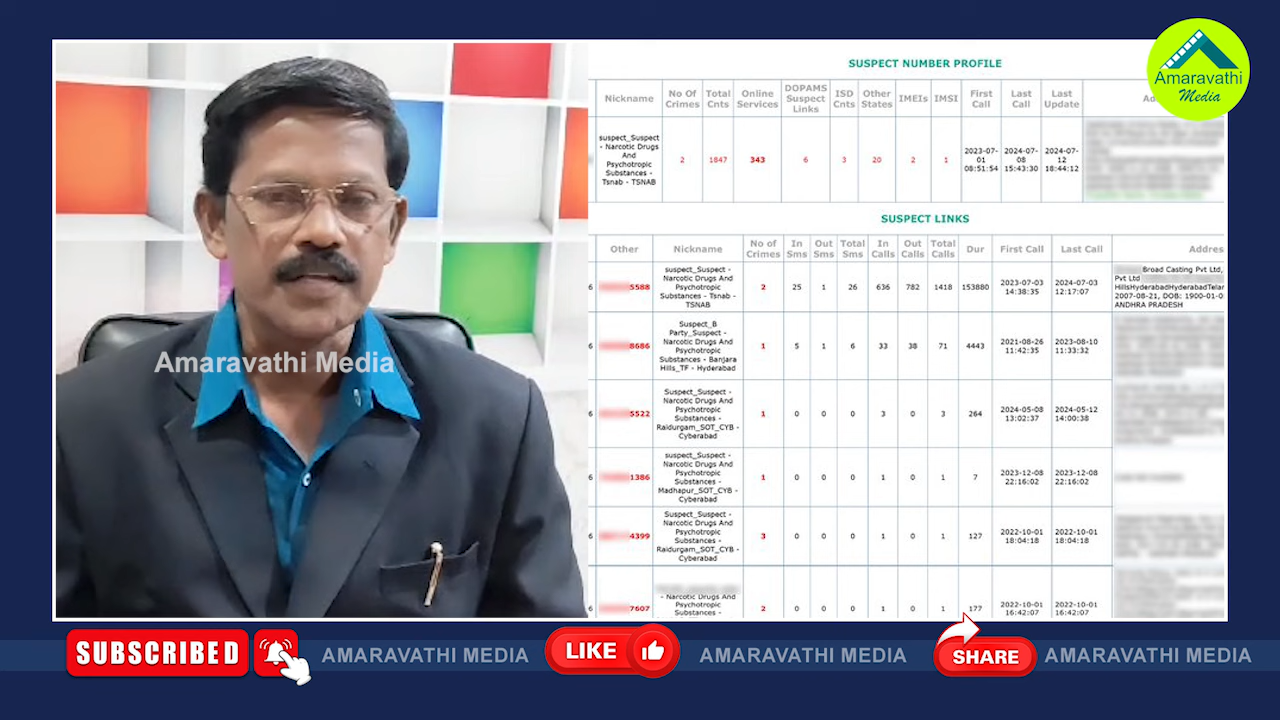 Amaravathi
Media
SUSPECT NUMBER PROFILE
Nickname No Of Crimes Total Cnts Online Services DOPAMS Suspect Links ISD Cnts Other States IMEIs IMSI First Call Last Call Last Update
suspect_Suspect - Narcotic Drugs And Psychotropic Substances - Tsnab - TSNAB 2 1847 343 6 3 20 2 1 2023-07-01 08:51:54 2024-07-08 15:43:30 2024-07-12 18:44:12
SUSPECT LINKS
Other Nickname No of Crimes In Sms Out Sms Total Sms In Calls Out Calls Total Calls Dur First Call Last Call Addres
6 5588 suspect_Suspect - Narcotic Drugs And Psychotropic Substances - Tsnab - TSNAB 2 25 1 26 636 782 1418 153880 2023-07-03 14:38:35 2024-07-03 12:17:07 Broad Casting Pvt Ltd, Pvt Ltd HillsHyderabadHyderabadTelar 2007-08-21, DOB: 1900-01-0 ANDHRA PRADESH
6 8686 Suspect_B Party_Suspect - Narcotic Drugs And Psychotropic Substances - Banjara Hills_TF - Hyderabad 1 5 1 6 33 38 71 4443 2021-08-26 11:42:35 2023-08-10 11:33:32
6 5522 Suspect_Suspect - Narcotic Drugs And Psychotropic Substances - Raidurgam_SOT_CYB - Cyberabad 1 0 0 0 3 0 3 264 2024-05-08 13:02:37 2024-05-12 14:00:38
6 1386 suspect_Suspect - Narcotic Drugs And Psychotropic Substances - Madhapur_SOT_CYB - Cyberabad 1 0 0 0 1 0 1 7 2023-12-08 22:16:02 2023-12-08 22:16:02
6 4399 Suspect_Suspect - Narcotic Drugs And Psychotropic Substances - Raidurgam_SOT_CYB - Cyberabad 3 0 0 0 1 0 1 127 2022-10-01 18:04:18 2022-10-01 18:04:18
6 7607 - Narcotic Drugs And Psychotropic Substances - 2 0 0 0 1 0 1 177 2022-10-01 16:42:07 2022-10-01 16:42:07
Amaravathi Media
SUBSCRIBED AMARAVATHI MEDIA LIKE AMARAVATHI MEDIA SHARE AMARAVATHI MEDIA